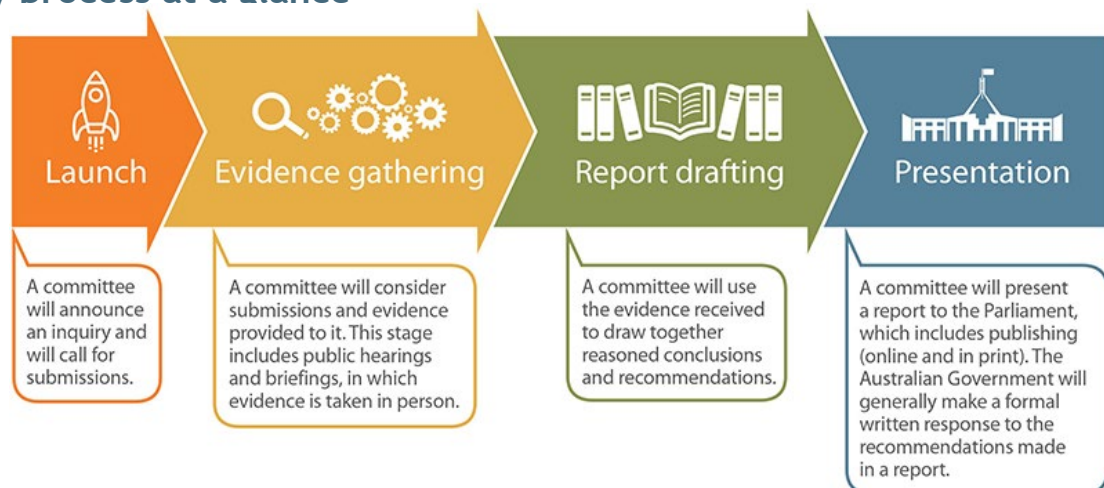 process at a glance
Launch
Evidence gathering
Report drafting
Presentation
A committee
will announce
an inquiry and
will call for
submissions.
A committee will consider
submissions and evidence
provided to it. This stage
includes public hearings
and briefings, in which
evidence is taken in person.
A committee will use
the evidence received
to draw together
reasoned conclusions
and recommendations.
A committee will present
a report to the Parliament,
which includes publishing
(online and in print). The
Australian Government will
generally make a formal
written response to the
recommendations made
in a report.